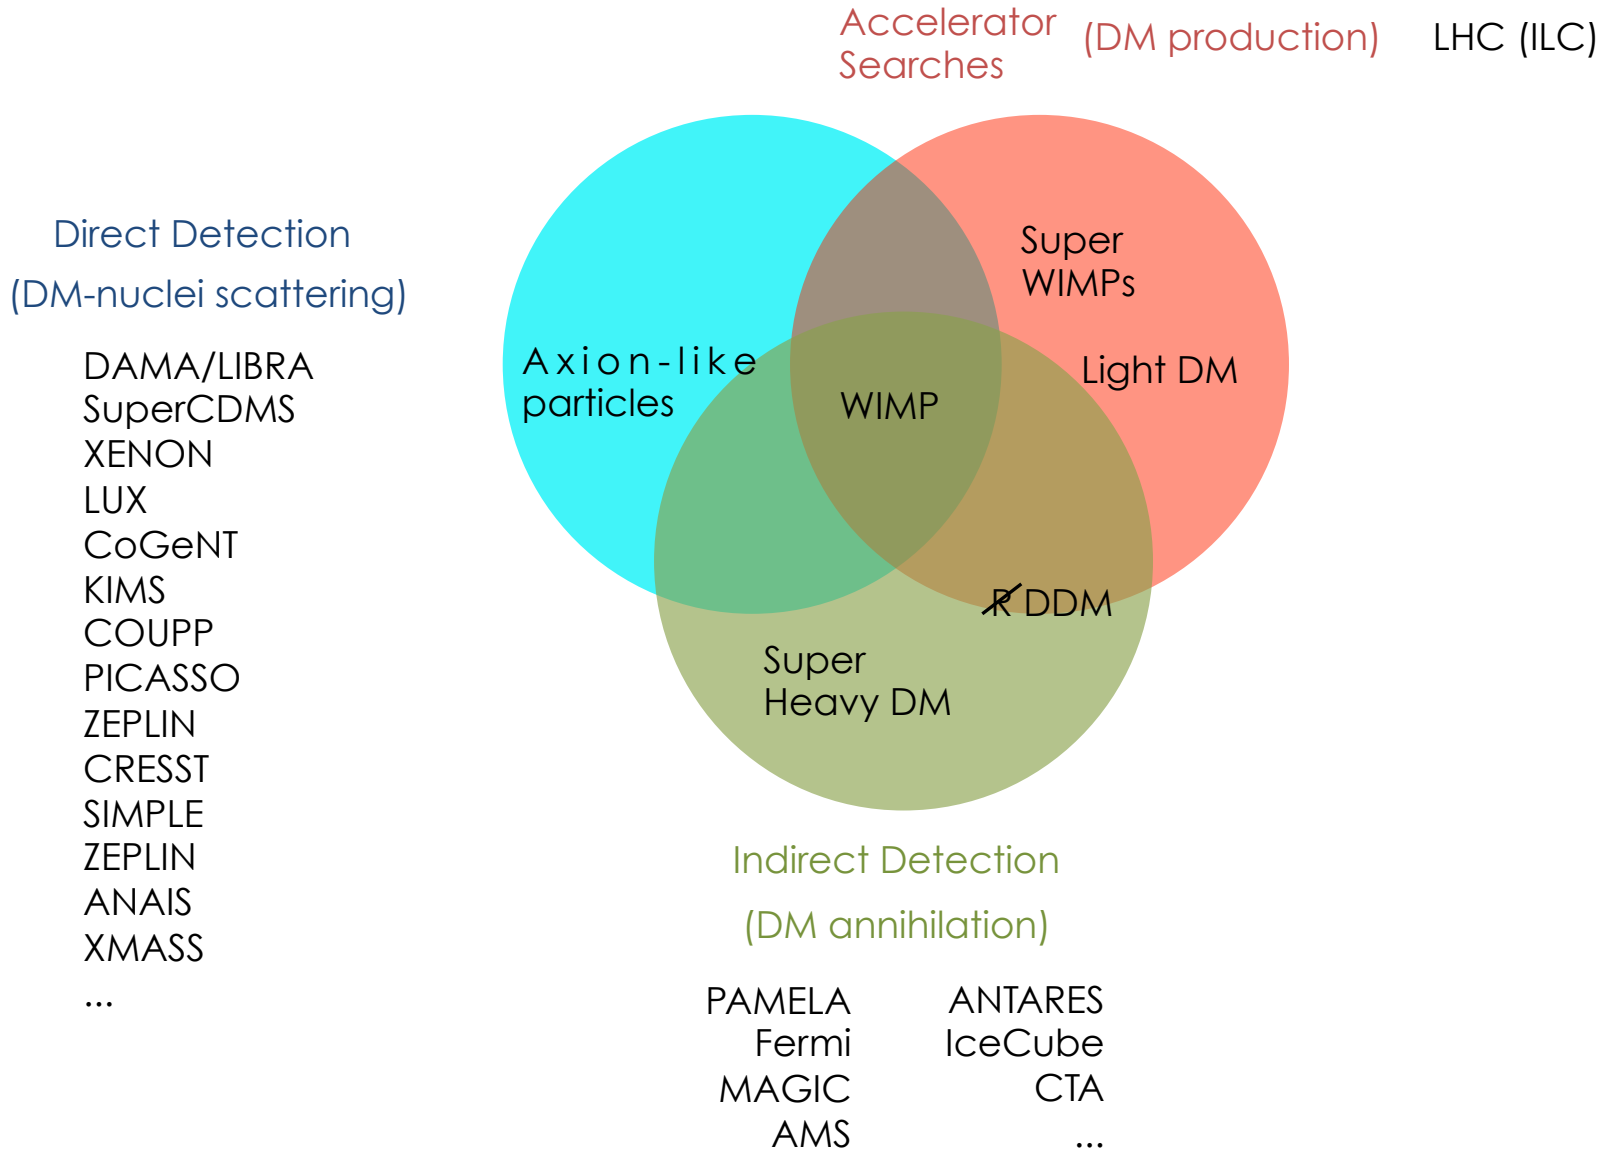 Accelerator
Searches
(DM production)
LHC (ILC)
Direct Detection
(DM-nuclei scattering)
DAMA/LIBRA
SuperCDMS
XENON
LUX
CoGeNT
KIMS
COUPP
PICASSO
ZEPLIN
CRESST
SIMPLE
ZEPLIN
ANAIS
XMASS
...
Super
WIMPs
Axion-like
particles
Light DM
WIMP
R̸ DDM
Super
Heavy DM
Indirect Detection
(DM annihilation)
PAMELA
Fermi
MAGIC
AMS
ANTARES
IceCube
CTA
...